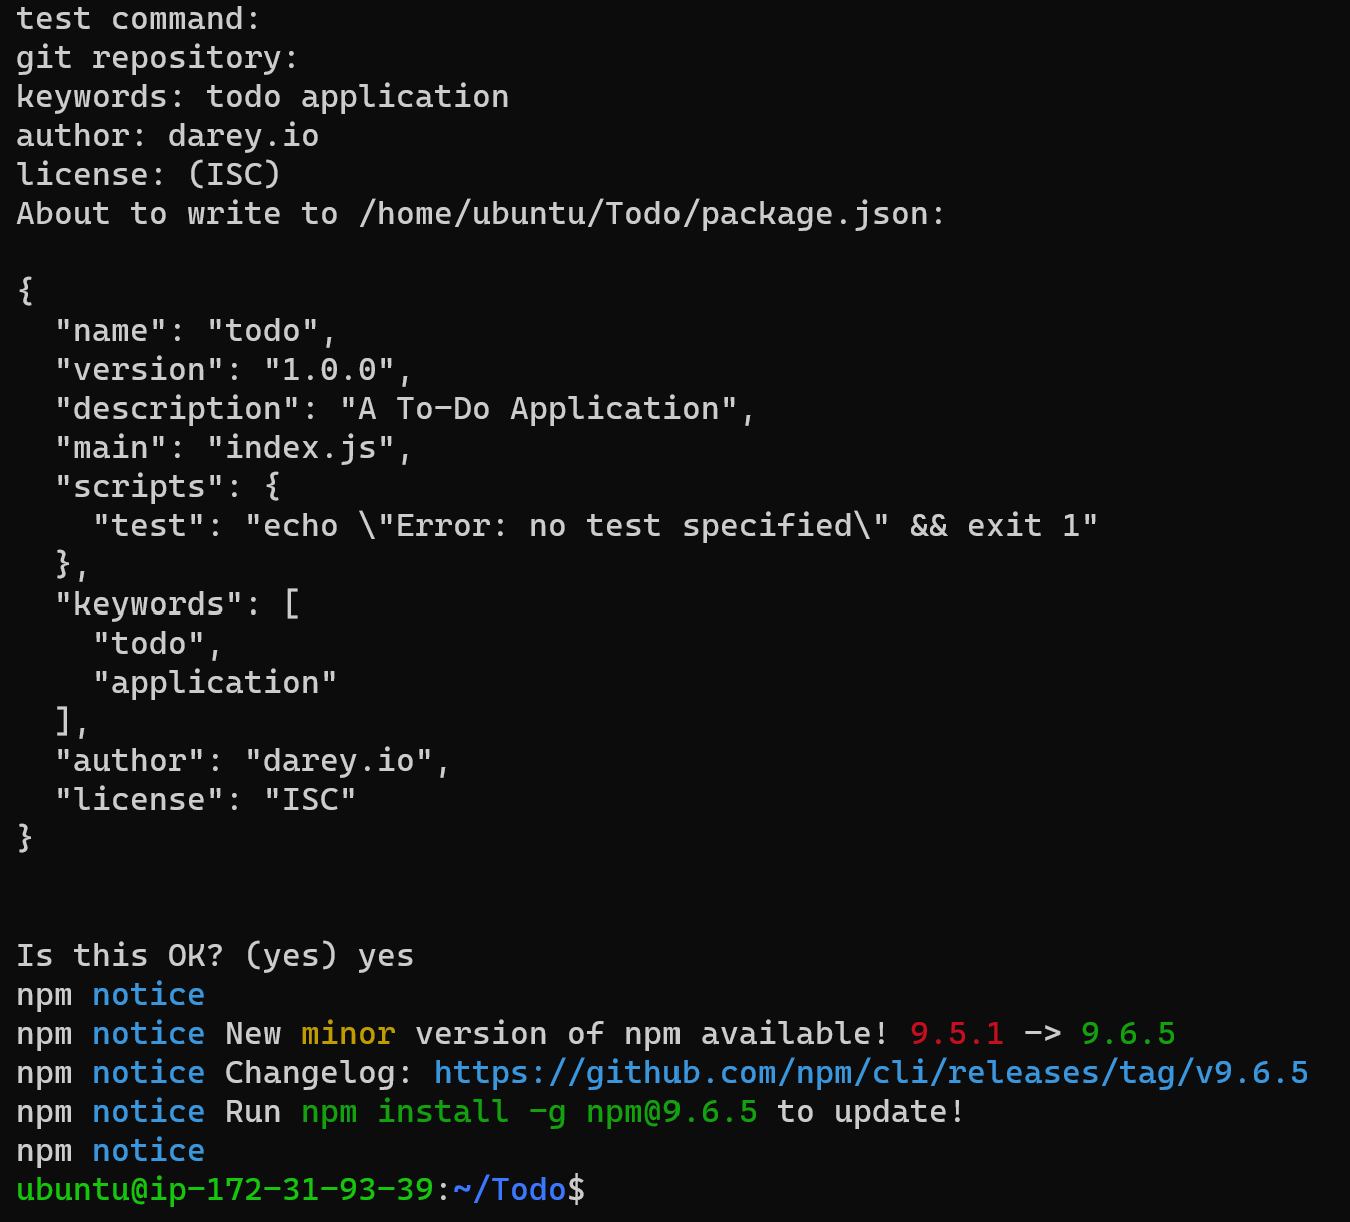 test command:
git repository:
keywords: todo application
author: darey.io
license: (ISC)
About to write to /home/ubuntu/Todo/package.json:

{
  "name": "todo",
  "version": "1.0.0",
  "description": "A To-Do Application",
  "main": "index.js",
  "scripts": {
    "test": "echo \"Error: no test specified\" && exit 1"
  },
  "keywords": [
    "todo",
    "application"
  ],
  "author": "darey.io",
  "license": "ISC"
}


Is this OK? (yes) yes
npm notice
npm notice New minor version of npm available! 9.5.1 -> 9.6.5
npm notice Changelog: https://github.com/npm/cli/releases/tag/v9.6.5
npm notice Run npm install -g npm@9.6.5 to update!
npm notice
ubuntu@ip-172-31-93-39:~/Todo$